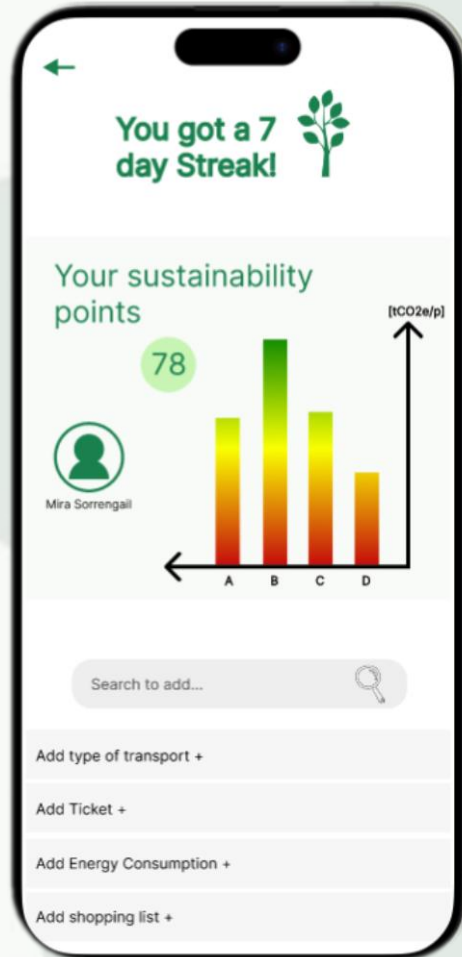 You got a 7
day Streak!
Your sustainability
points
[tCO2e/p]
78
Mira Sorrengail
A B C D
Search to add...
Add type of transport +
Add Ticket +
Add Energy Consumption +
Add shopping list +